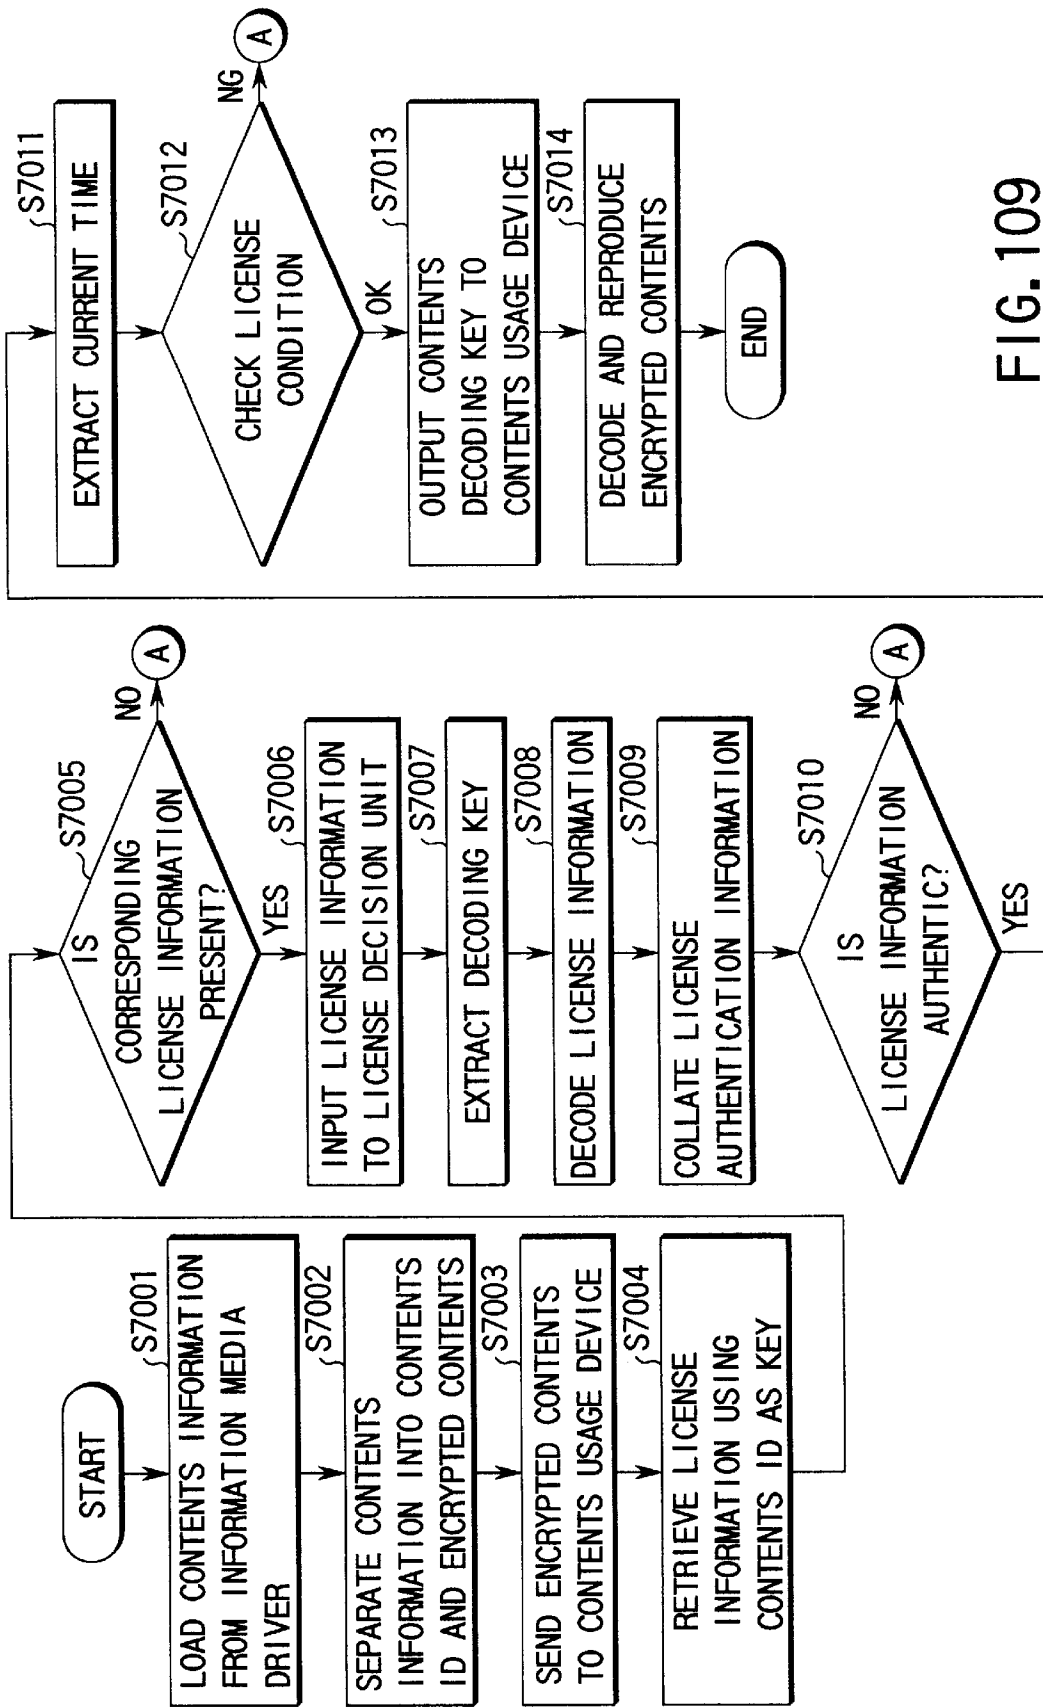 START
S7001
LOAD CONTENTS INFORMATION
FROM INFORMATION MEDIA
DRIVER
S7002
SEPARATE CONTENTS
INFORMATION INTO CONTENTS
ID AND ENCRYPTED CONTENTS
S7003
SEND ENCRYPTED CONTENTS
TO CONTENTS USAGE DEVICE
S7004
RETRIEVE LICENSE
INFORMATION USING
CONTENTS ID AS KEY
S7005
IS
CORRESPONDING
LICENSE INFORMATION
PRESENT?
NO
A
YES
S7006
INPUT LICENSE INFORMATION
TO LICENSE DECISION UNIT
S7007
EXTRACT DECODING KEY
S7008
DECODE LICENSE INFORMATION
S7009
COLLATE LICENSE
AUTHENTICATION INFORMATION
S7010
IS
LICENSE INFORMATION
AUTHENTIC?
NO
A
YES
S7011
EXTRACT CURRENT TIME
S7012
CHECK LICENSE
CONDITION
NG
A
OK
S7013
OUTPUT CONTENTS
DECODING KEY TO
CONTENTS USAGE DEVICE
S7014
DECODE AND REPRODUCE
ENCRYPTED CONTENTS
END
FIG. 109